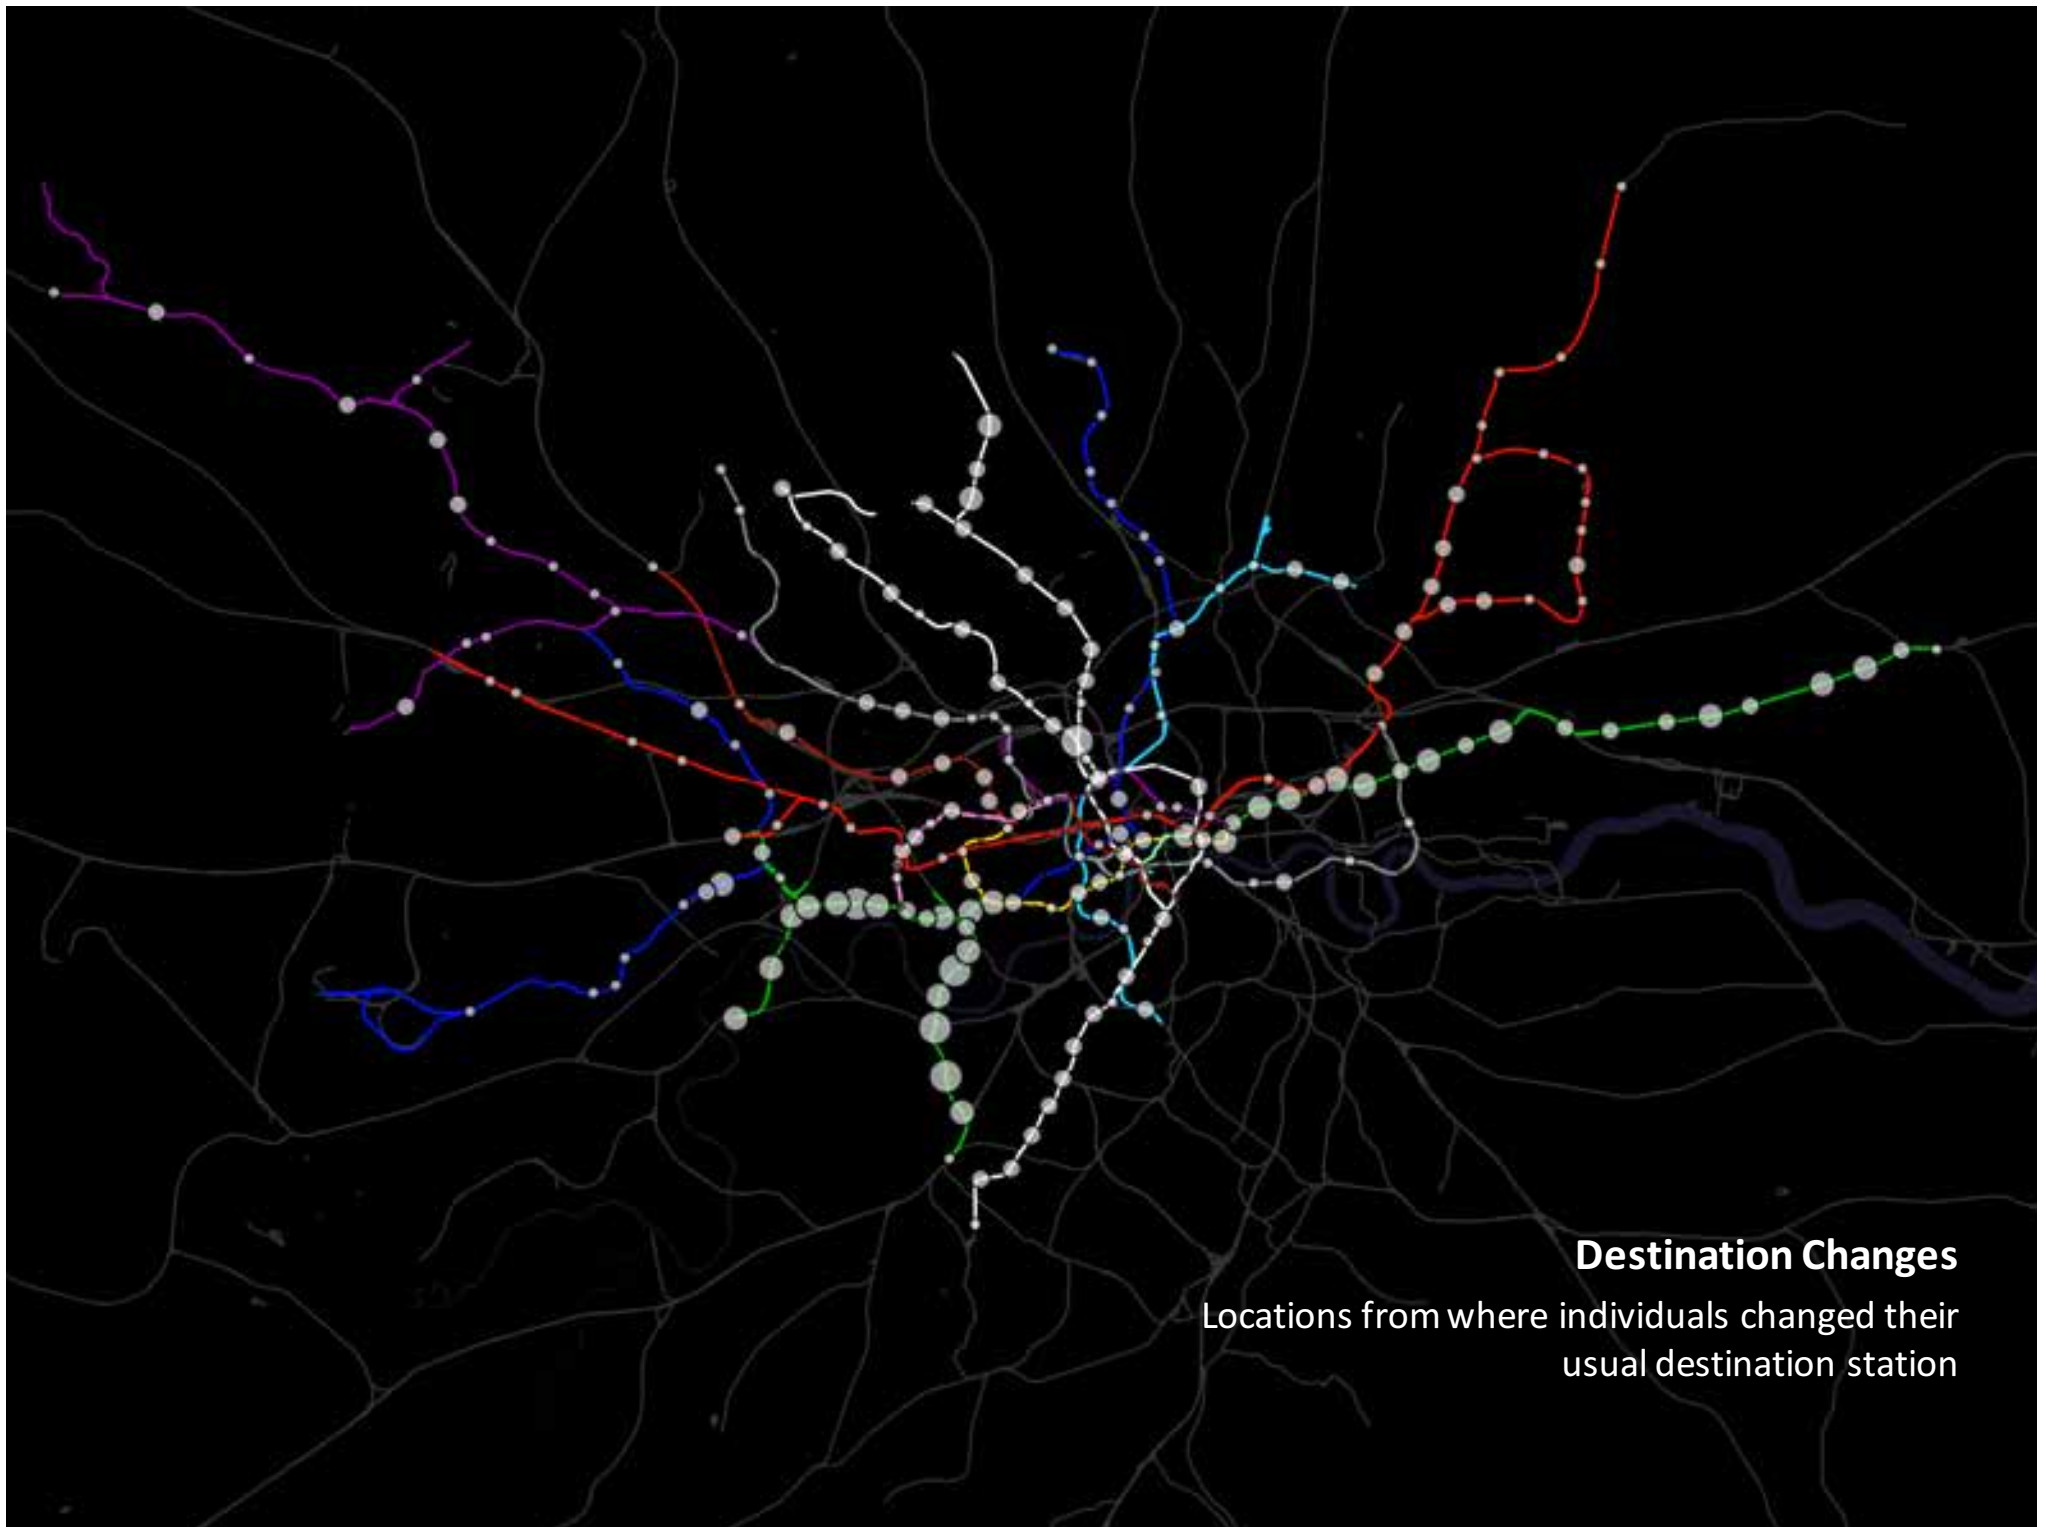 Destination Changes
Locations from where individuals changed their
usual destination station